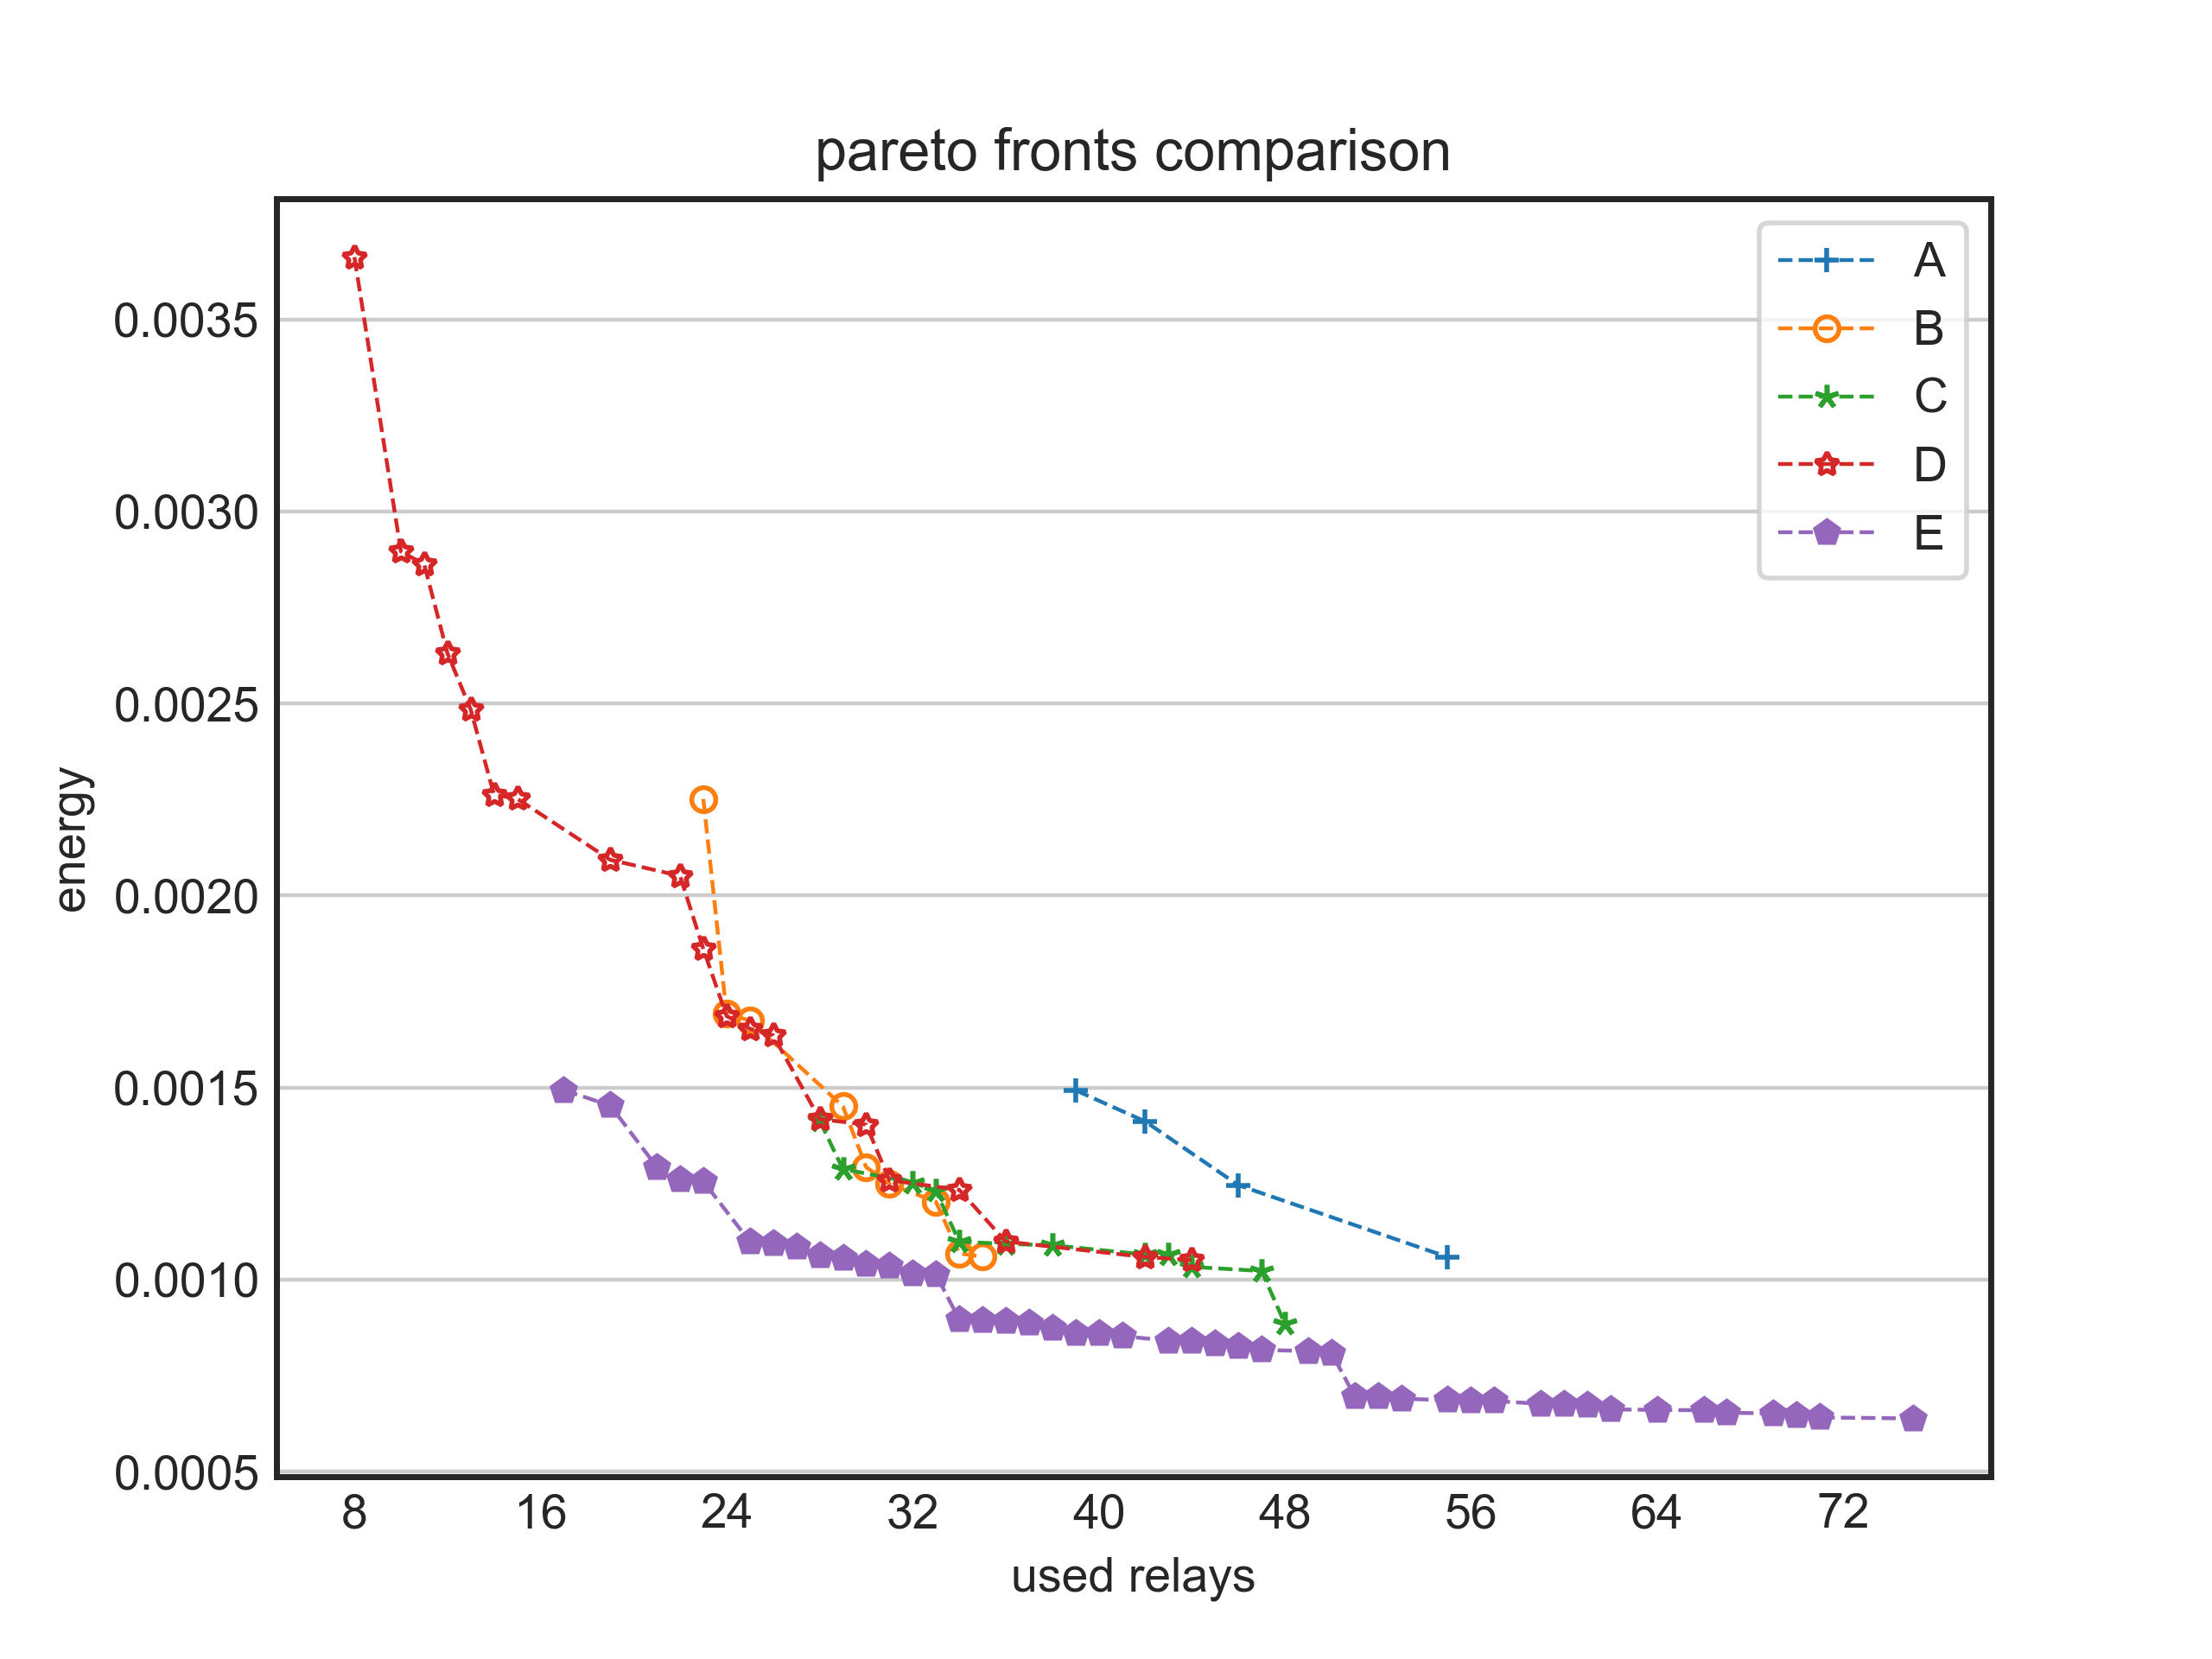 pareto fronts comparison
A
B
C
D
E
0.0035
0.0030
0.0025
0.0020
0.0015
0.0010
0.0005
energy
8 16 24 32 40 48 56 64 72
used relays